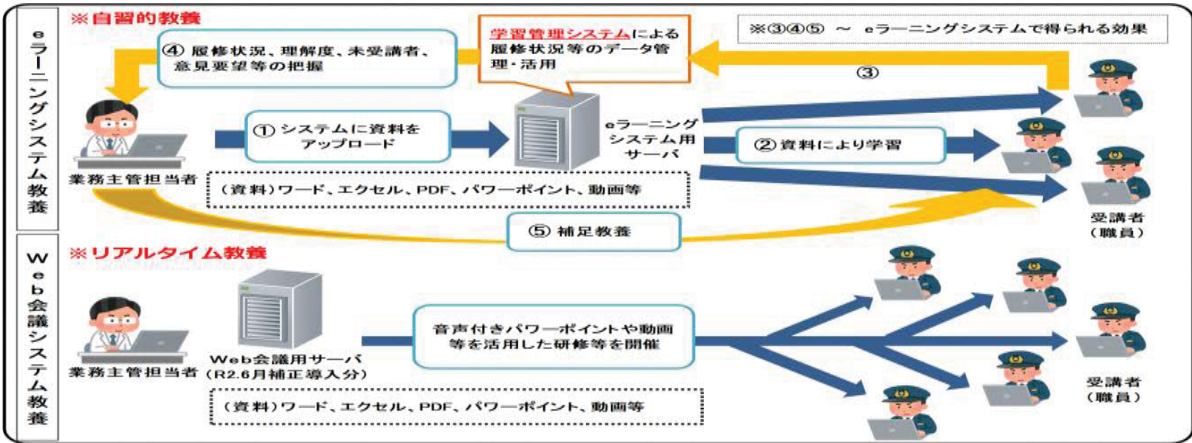 eラーニングシステム教養
※自習的教養
④ 履修状況、理解度、未受講者、
意見要望等の把握
学習管理システムによる
履修状況等のデータ管
理・活用
※③④⑤ ～ eラーニングシステムで得られる効果
③
① システムに資料を
アップロード
eラーニング
システム用
サーバ
② 資料により学習
業務主管担当者
(資料)ワード、エクセル、PDF、パワーポイント、動画等
⑤ 補足教養
受講者
(職員)
Web会議システム教養
※リアルタイム教養
音声付きパワーポイントや動画
等を活用した研修等を開催
業務主管担当者
Web会議用サーバ
(R2.6月補正導入分)
(資料)ワード、エクセル、PDF、パワーポイント、動画等
受講者
(職員)